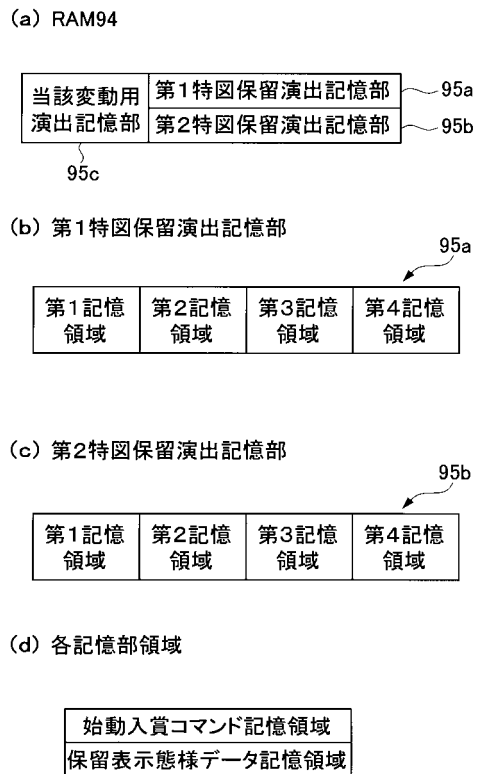 (a) RAM94
当該変動用
演出記憶部
第1特図保留演出記憶部
第2特図保留演出記憶部
95a
95b
95c
(b) 第1特図保留演出記憶部
95a
第1記憶
領域
第2記憶
領域
第3記憶
領域
第4記憶
領域
(c) 第2特図保留演出記憶部
95b
第1記憶
領域
第2記憶
領域
第3記憶
領域
第4記憶
領域
(d) 各記憶部領域
始動入賞コマンド記憶領域
保留表示態様データ記憶領域